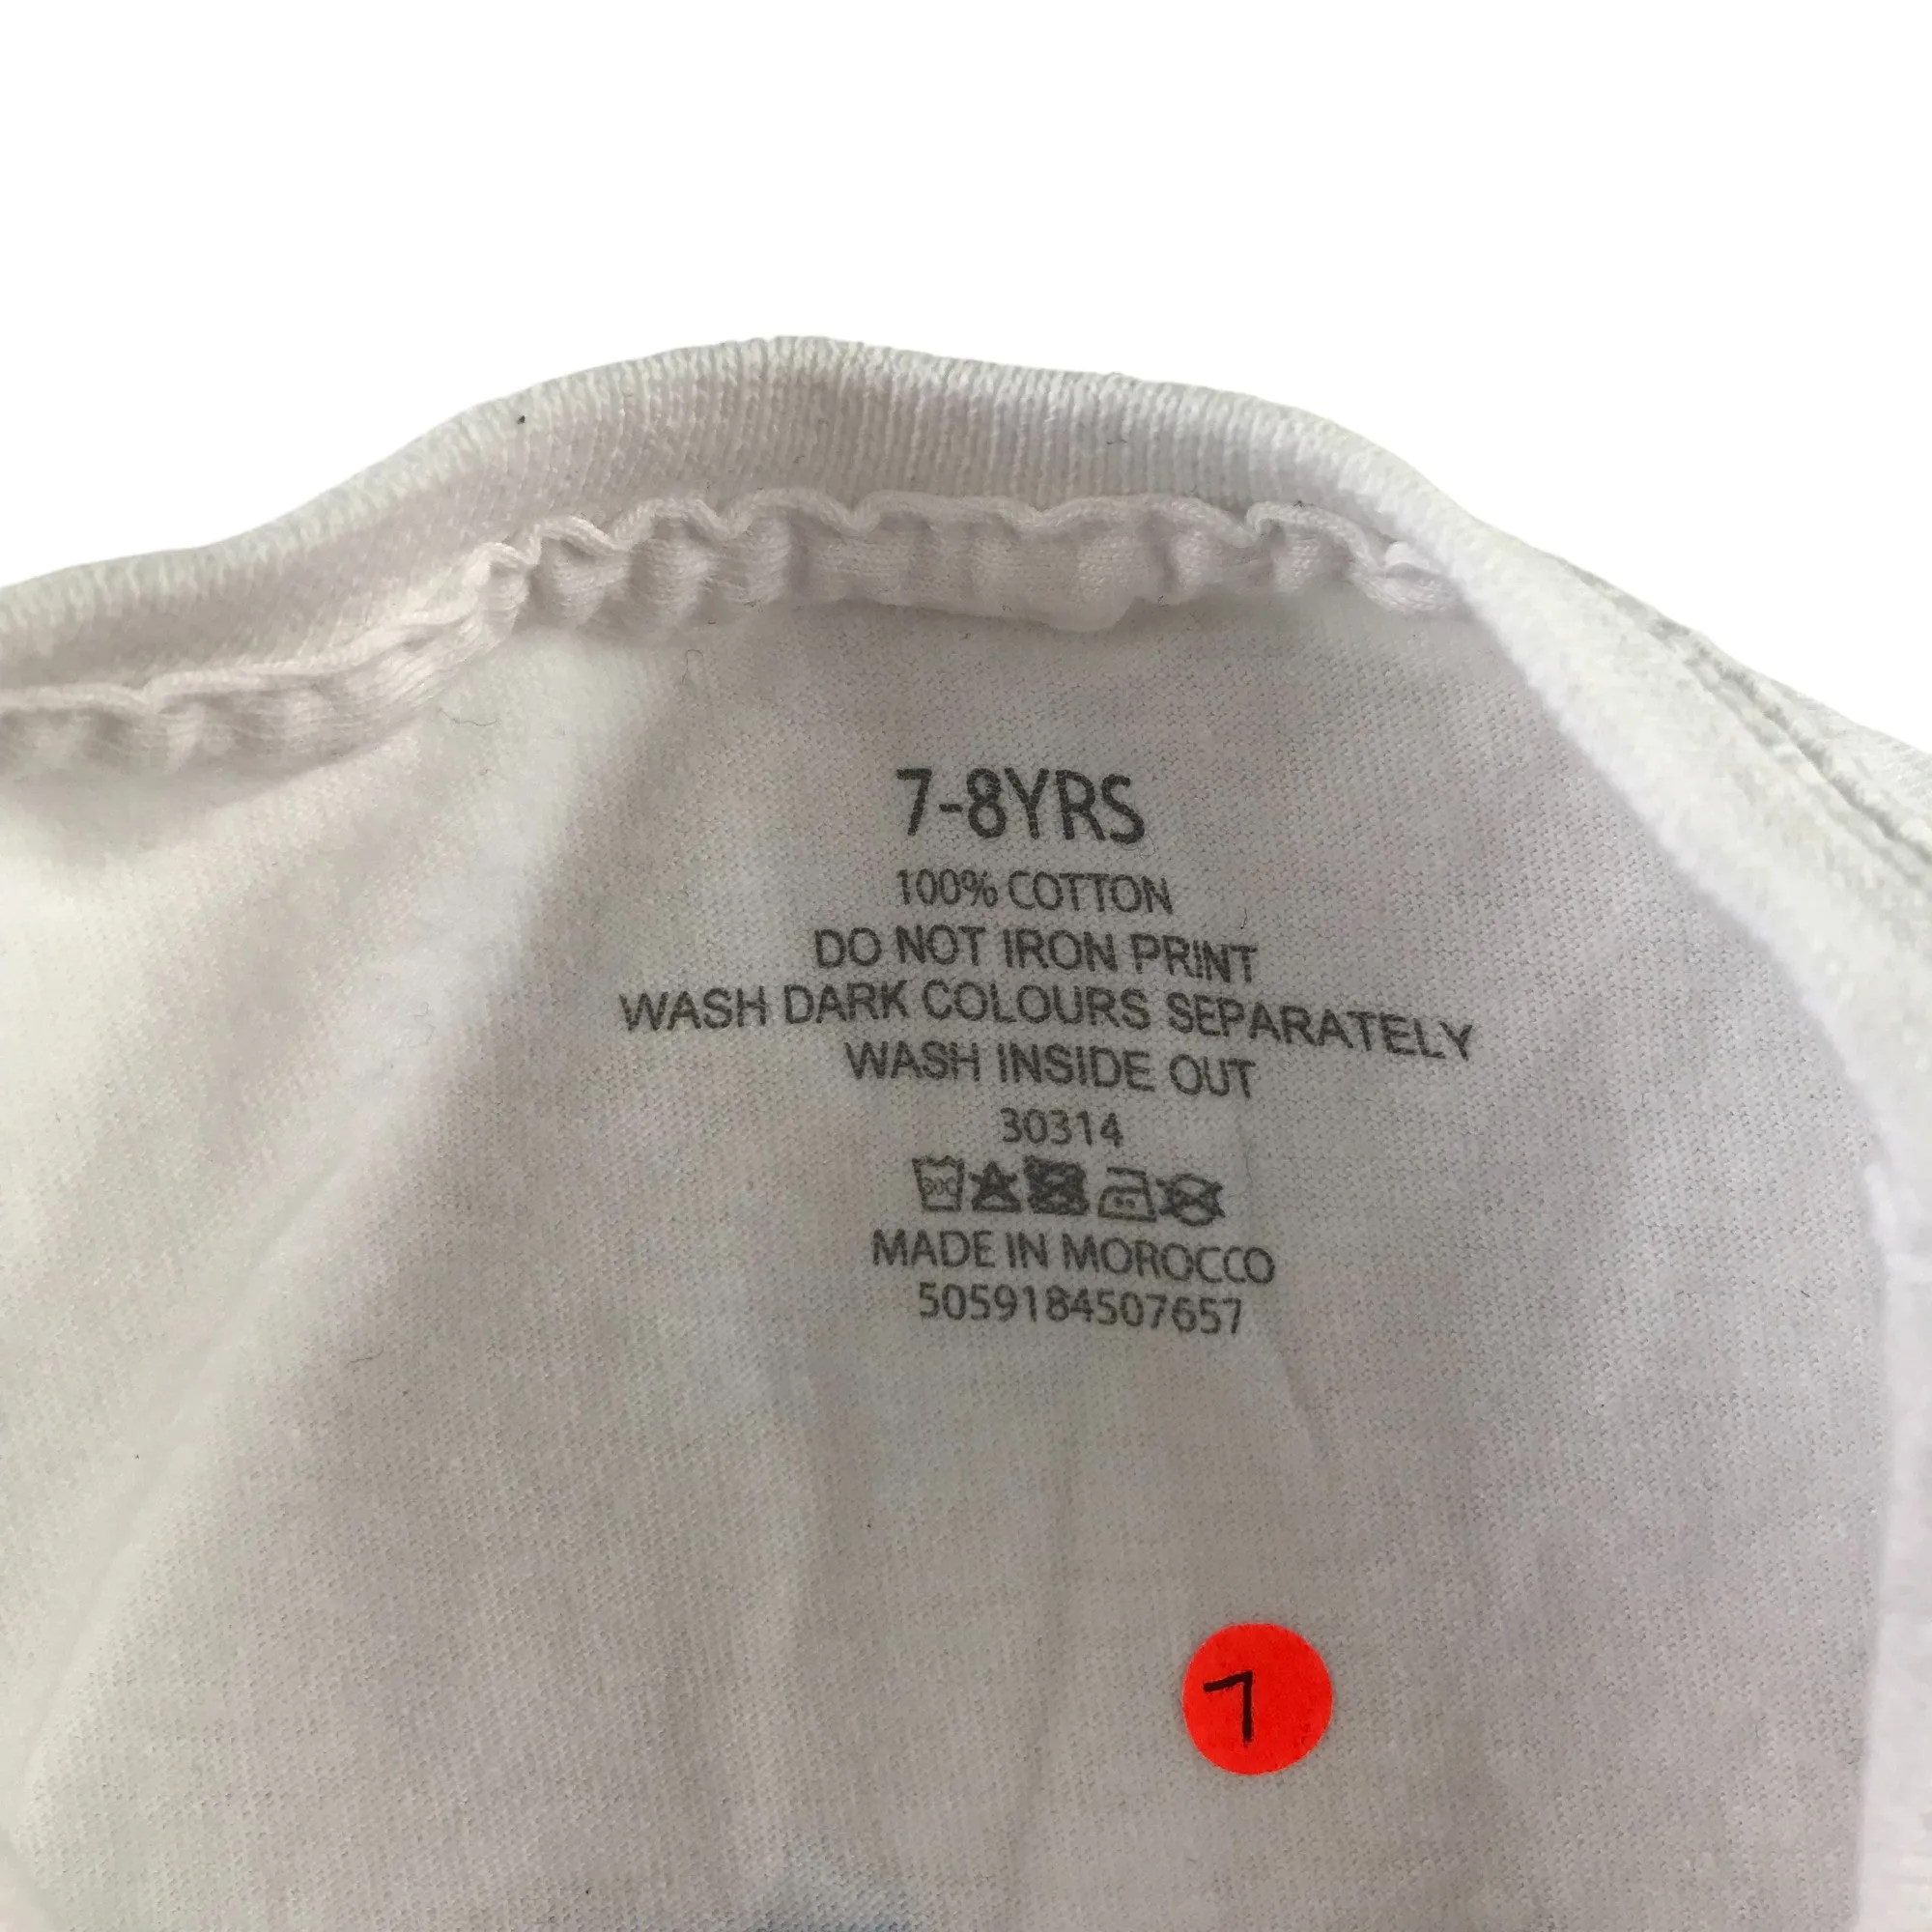 7-8YRS
100% COTTON
DO NOT IRON PRINT
WASH DARK COLOURS SEPARATELY
WASH INSIDE OUT
30314
30C
MADE IN MOROCCO
5059184507657
7